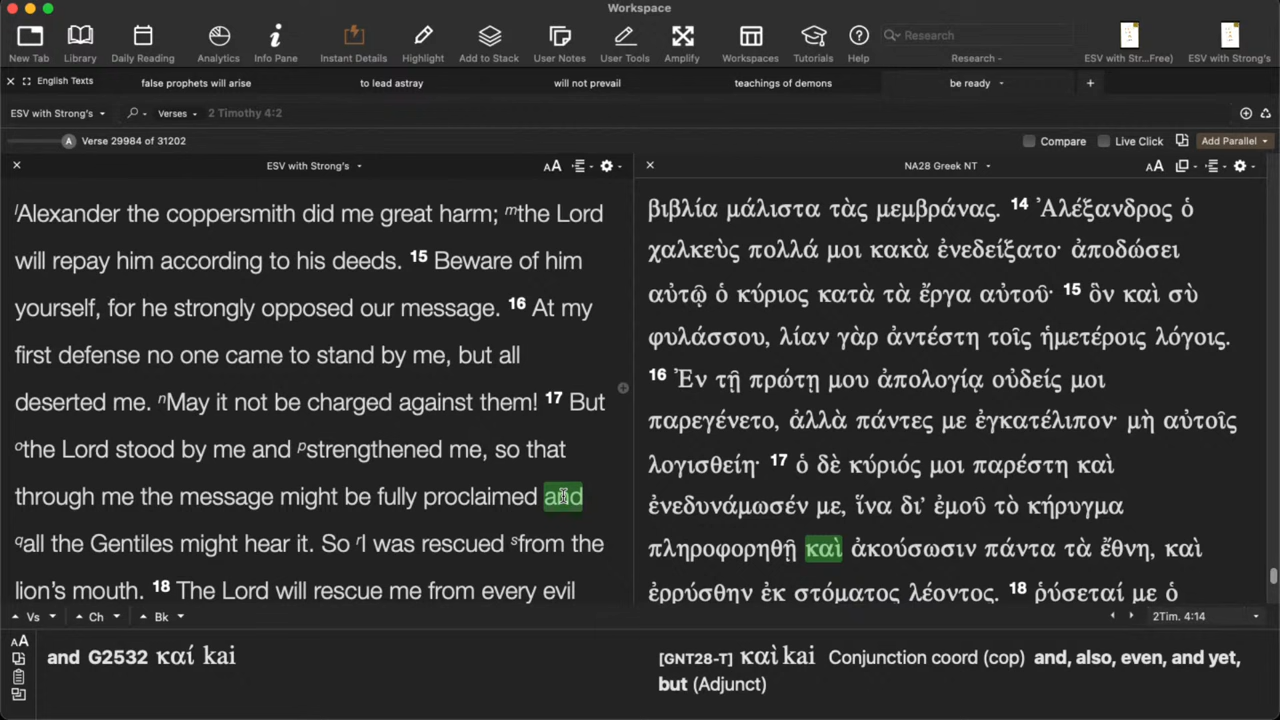 Workspace
New Tab Library Daily Reading Analytics Info Pane Instant Details Highlight Add to Stack User Notes User Tools Amplify Workspaces Tutorials Help Research Research - ESV with Str...Free) ESV with Strong's
English Texts false prophets will arise to lead astray will not prevail teachings of demons be ready
ESV with Strong's Verses 2 Timothy 4:2
A Verse 29984 of 31202 Compare Live Click Add Parallel
ESV with Strong's
lAlexander the coppersmith did me great harm; mthe Lord
will repay him according to his deeds. 15 Beware of him
yourself, for he strongly opposed our message. 16 At my
first defense no one came to stand by me, but all
deserted me. nMay it not be charged against them! 17 But
othe Lord stood by me and pstrengthened me, so that
through me the message might be fully proclaimed and
qall the Gentiles might hear it. So rI was rescued sfrom the
lion's mouth. 18 The Lord will rescue me from every evil
NA28 Greek NT
βιβλία μάλιστα τὰς μεμβράνας. 14 Ἀλέξανδρος ὁ
χαλκεὺς πολλά μοι κακὰ ἐνεδείξατο· ἀποδώσει
αὐτῷ ὁ κύριος κατὰ τὰ ἔργα αὐτοῦ· 15 ὃν καὶ σὺ
φυλάσσου, λίαν γὰρ ἀντέστη τοῖς ἡμετέροις λόγοις.
16 Ἐν τῇ πρώτῃ μου ἀπολογίᾳ οὐδείς μοι
παρεγένετο, ἀλλὰ πάντες με ἐγκατέλιπον· μὴ αὐτοῖς
λογισθείη· 17 ὁ δὲ κύριός μοι παρέστη καὶ
ἐνεδυνάμωσέν με, ἵνα δι' ἐμοῦ τὸ κήρυγμα
πληροφορηθῇ καὶ ἀκούσωσιν πάντα τὰ ἔθνη, καὶ
ἐρρύσθην ἐκ στόματος λέοντος. 18 ῥύσεταί με ὁ
Vs Ch Bk 2Tim. 4:14
and G2532 καί kai
[GNT28-T] καὶ kai Conjunction coord (cop) and, also, even, and yet,
but (Adjunct)